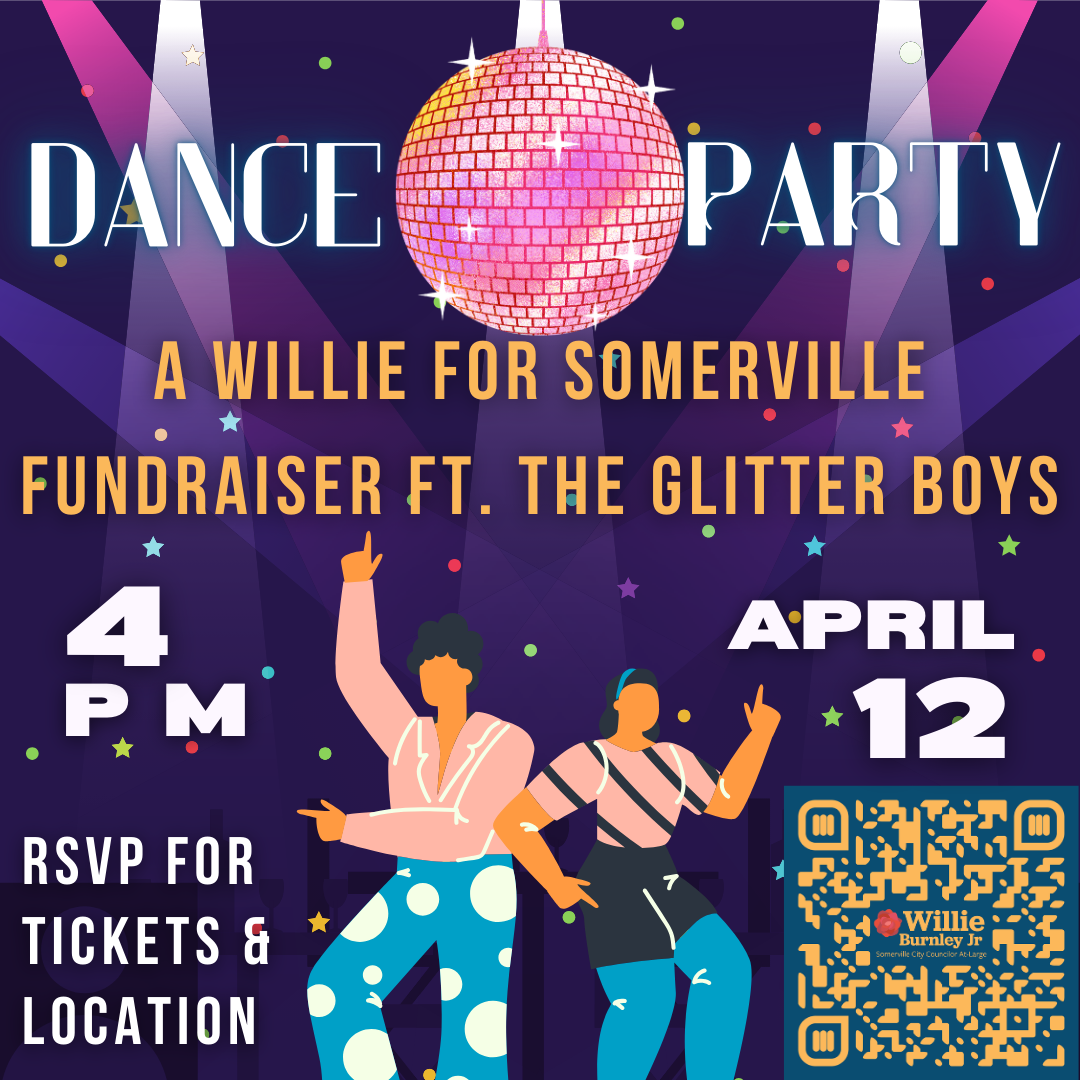 DANCE PARTY
A WILLIE FOR SOMERVILLE
FUNDRAISER FT. THE GLITTER BOYS
4
PM
APRIL
12
RSVP FOR
TICKETS &
LOCATION
Willie
Burnley Jr
Somerville City Councilor At-Large